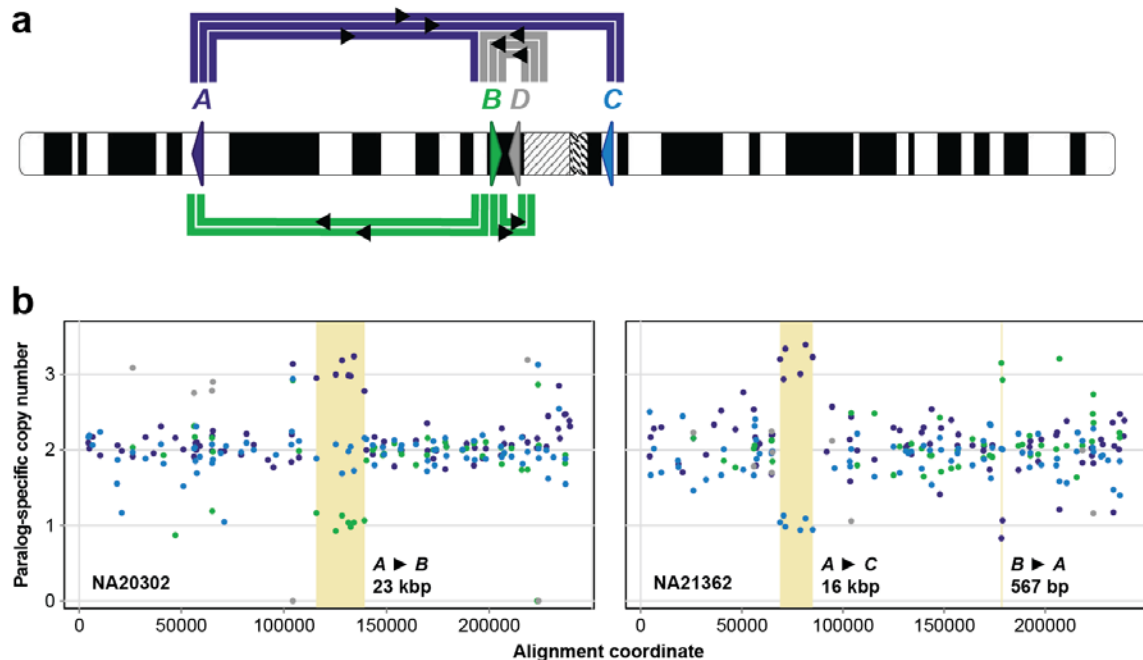 a
A B D C
b
Paralog-specific copy number
3
2
1
0
NA20302
A ► B
23 kbp
NA21362
A ► C
16 kbp
B ► A
567 bp
0 50000 100000 150000 200000 0 50000 100000 150000 200000
Alignment coordinate